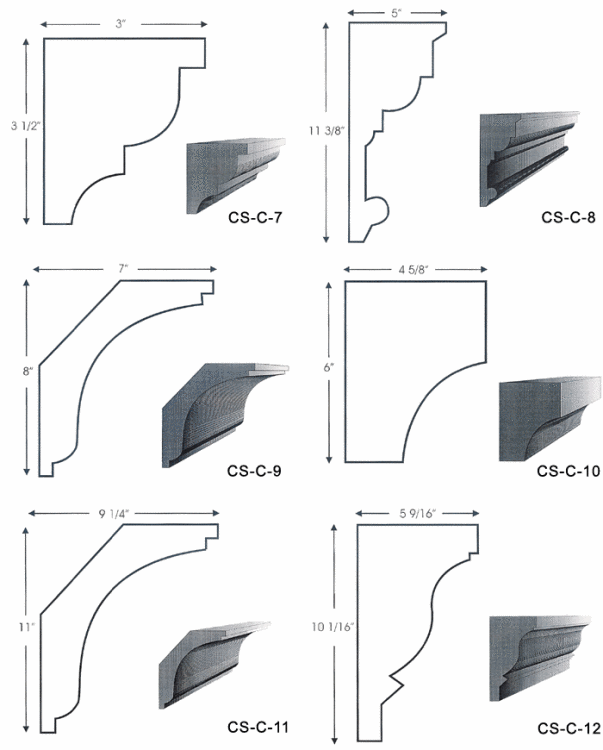 3"
3 1/2"
CS-C-7
5"
11 3/8"
CS-C-8
7"
8"
CS-C-9
4 5/8"
6"
CS-C-10
9 1/4"
11"
CS-C-11
5 9/16"
10 1/16"
CS-C-12